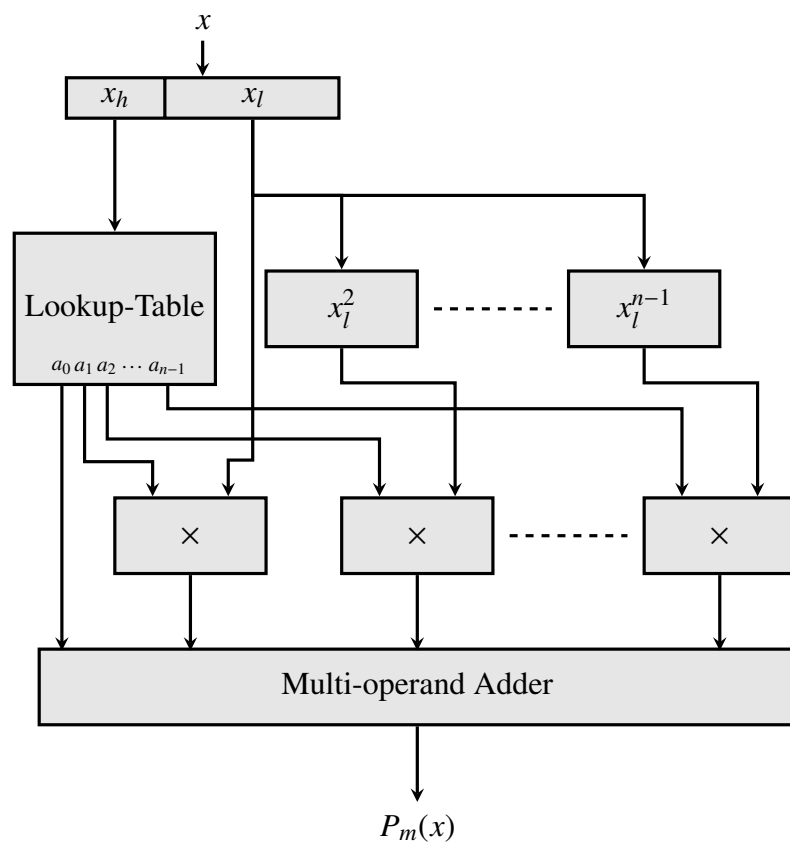 x
x_h x_l
Lookup-Table
x_l^2 x_l^{n−1}
a_0 a_1 a_2 ⋯ a_{n−1}
× × ×
Multi-operand Adder
P_m(x)